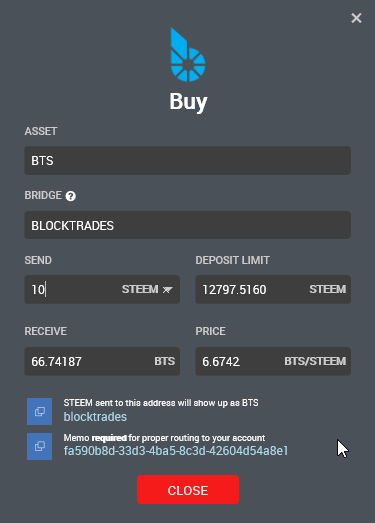 Buy
ASSET
BTS
BRIDGE ?
BLOCKTRADES
SEND DEPOSIT LIMIT
10 STEEM 12797.5160 STEEM
RECEIVE PRICE
66.74187 BTS 6.6742 BTS/STEEM
STEEM sent to this address will show up as BTS
blocktrades
Memo required for proper routing to your account
fa590b8d-33d3-4ba5-8c3d-42604d54a8e1
CLOSE